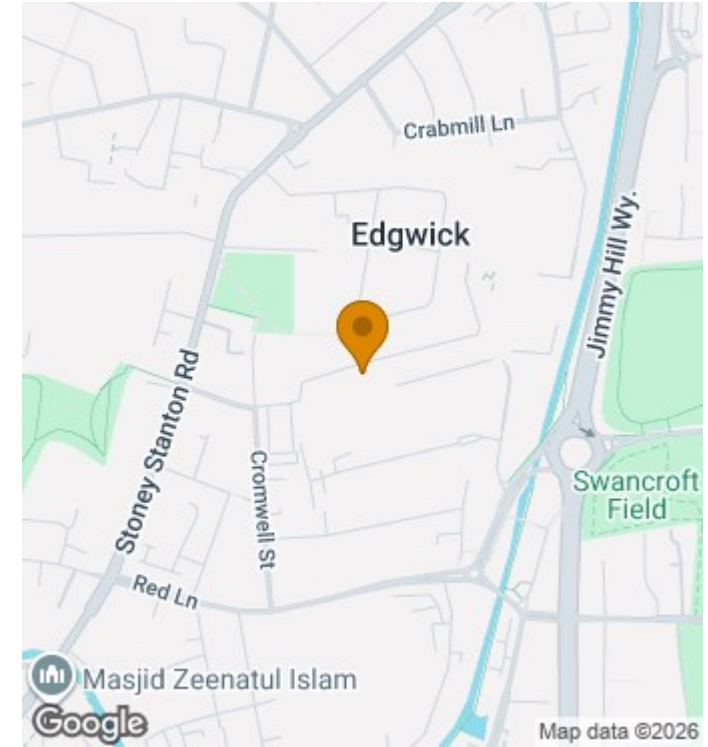 Crabmill Ln
Edgwick
Jimmy Hill Wy.
Stoney Stanton Rd
Cromwell St
Swancroft
Field
Red Ln
Masjid Zeenatul Islam
Google
Map data ©2026